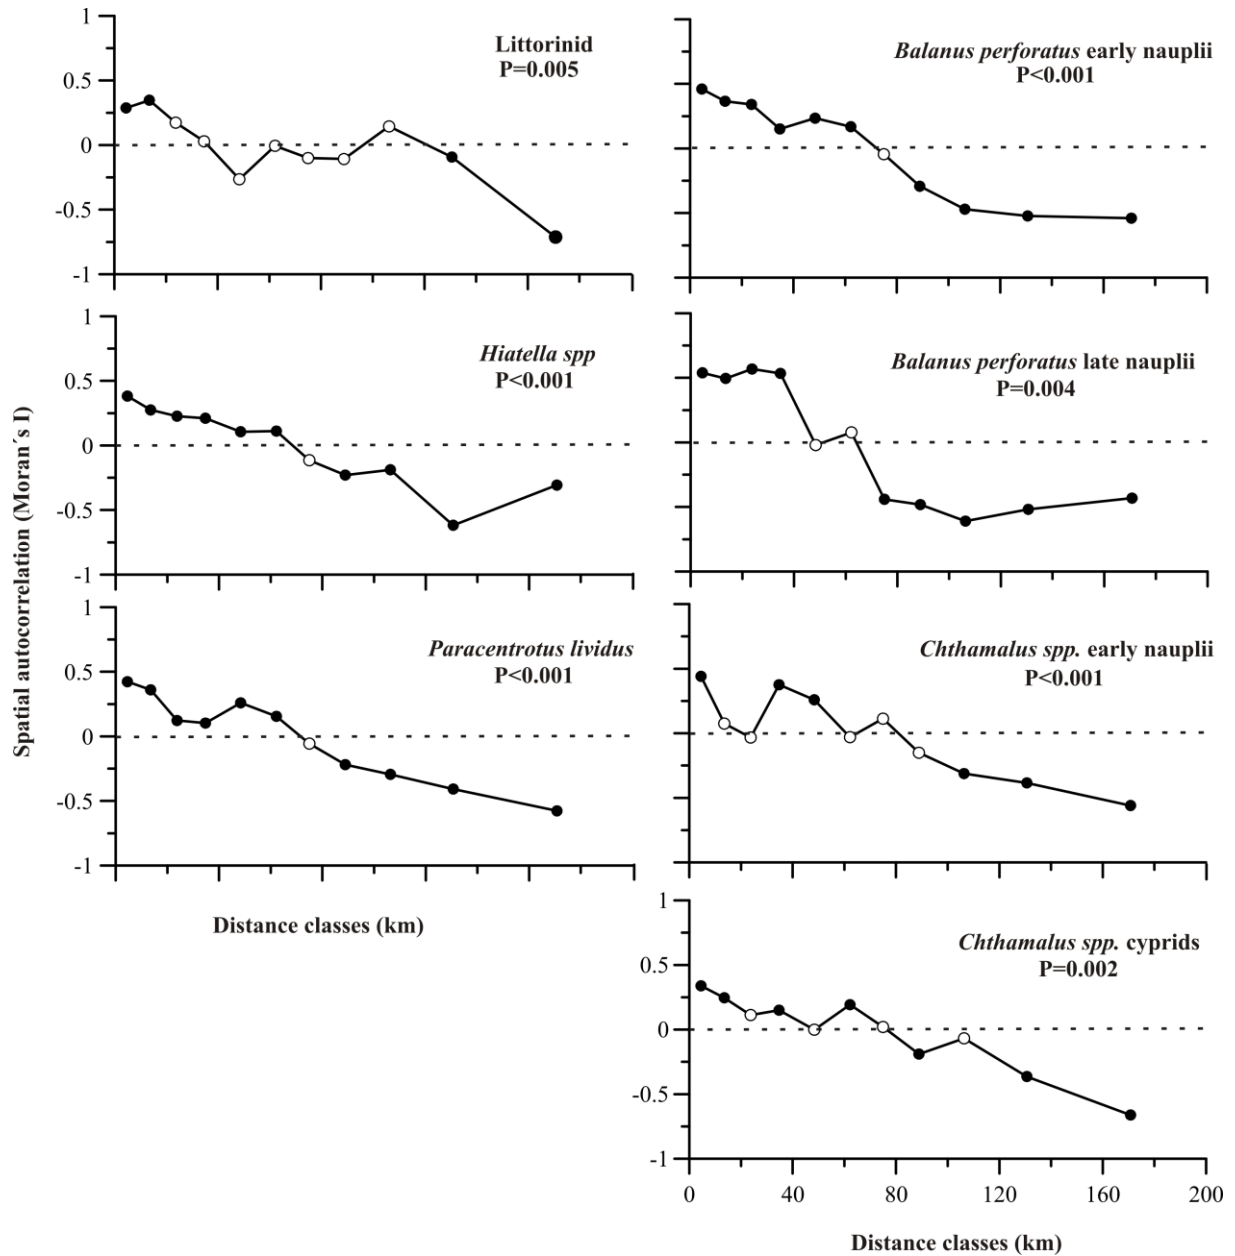 1
0.5
0
-0.5
-1
Littorinid
P=0.005
Balanus perforatus early nauplii
P<0.001
1
0.5
0
-0.5
-1
Hiatella spp
P<0.001
Balanus perforatus late nauplii
P=0.004
Spatial autocorrelation (Moran´s I)
1
0.5
0
-0.5
-1
Paracentrotus lividus
P<0.001
Chthamalus spp. early nauplii
P<0.001
Distance classes (km)
1
0.5
0
-0.5
-1
Chthamalus spp. cyprids
P=0.002
0 40 80 120 160 200
Distance classes (km)